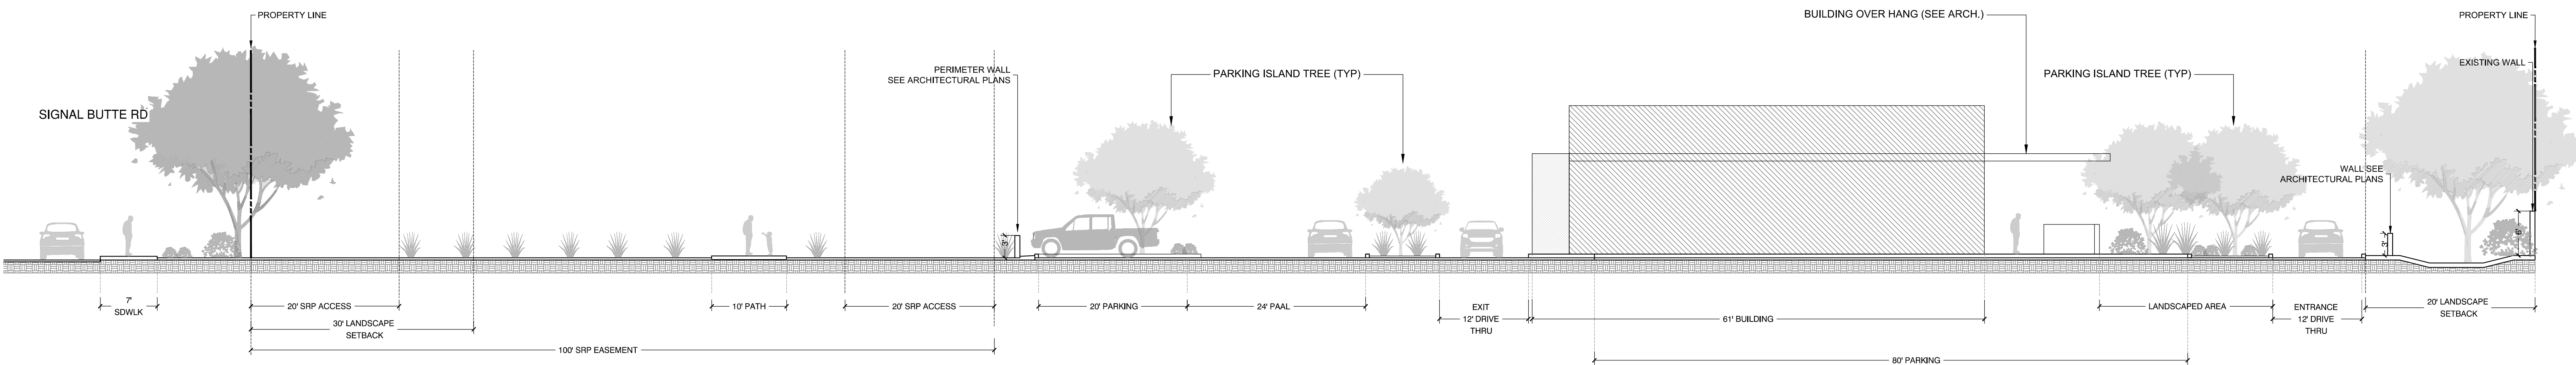 PROPERTY LINE
SIGNAL BUTTE RD
PERIMETER WALL
SEE ARCHITECTURAL PLANS
PARKING ISLAND TREE (TYP)
BUILDING OVER HANG (SEE ARCH.)
PARKING ISLAND TREE (TYP)
PROPERTY LINE
EXISTING WALL
WALL SEE
ARCHITECTURAL PLANS
3'
3'
6'
7'
SDWLK
20' SRP ACCESS
30' LANDSCAPE
SETBACK
100' SRP EASEMENT
10' PATH
20' SRP ACCESS
20' PARKING
24' PAAL
EXIT
12' DRIVE
THRU
61' BUILDING
80' PARKING
LANDSCAPED AREA
ENTRANCE
12' DRIVE
THRU
20' LANDSCAPE
SETBACK